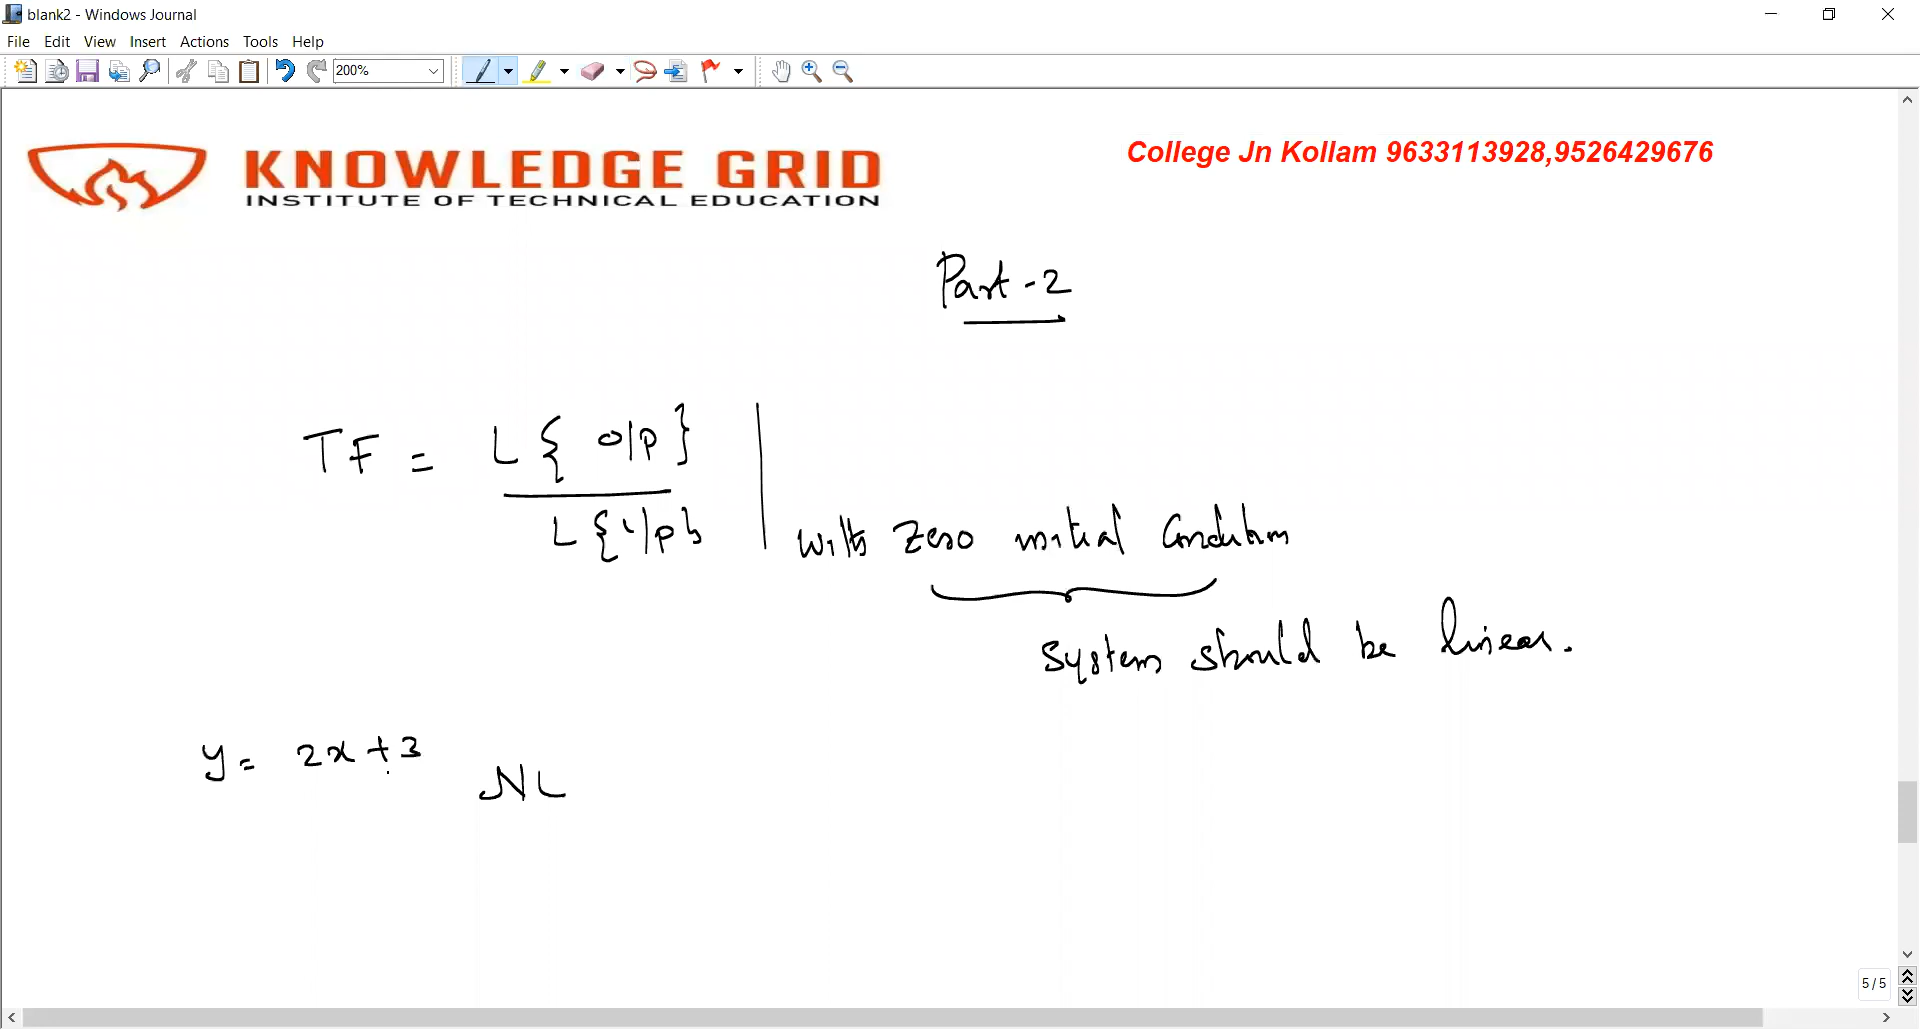 blank2 - Windows Journal
File Edit View Insert Actions Tools Help
200%
KNOWLEDGE GRID
INSTITUTE OF TECHNICAL EDUCATION
College Jn Kollam 9633113928,9526429676
Part-2
TF = L{ o/p}
L{i/p}
with zero initial condition
system should be linear.
y = 2x+3
NL
5/5